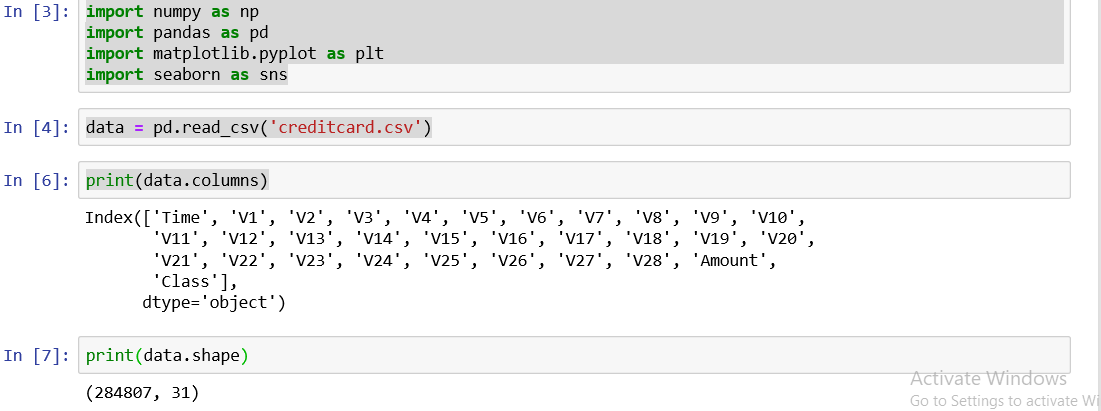 In [3]: import numpy as np
import pandas as pd
import matplotlib.pyplot as plt
import seaborn as sns
In [4]: data = pd.read_csv('creditcard.csv')
In [6]: print(data.columns)
Index(['Time', 'V1', 'V2', 'V3', 'V4', 'V5', 'V6', 'V7', 'V8', 'V9', 'V10',
'V11', 'V12', 'V13', 'V14', 'V15', 'V16', 'V17', 'V18', 'V19', 'V20',
'V21', 'V22', 'V23', 'V24', 'V25', 'V26', 'V27', 'V28', 'Amount',
'Class'],
dtype='object')
In [7]: print(data.shape)
(284807, 31)
Activate Windows
Go to Settings to activate Wi